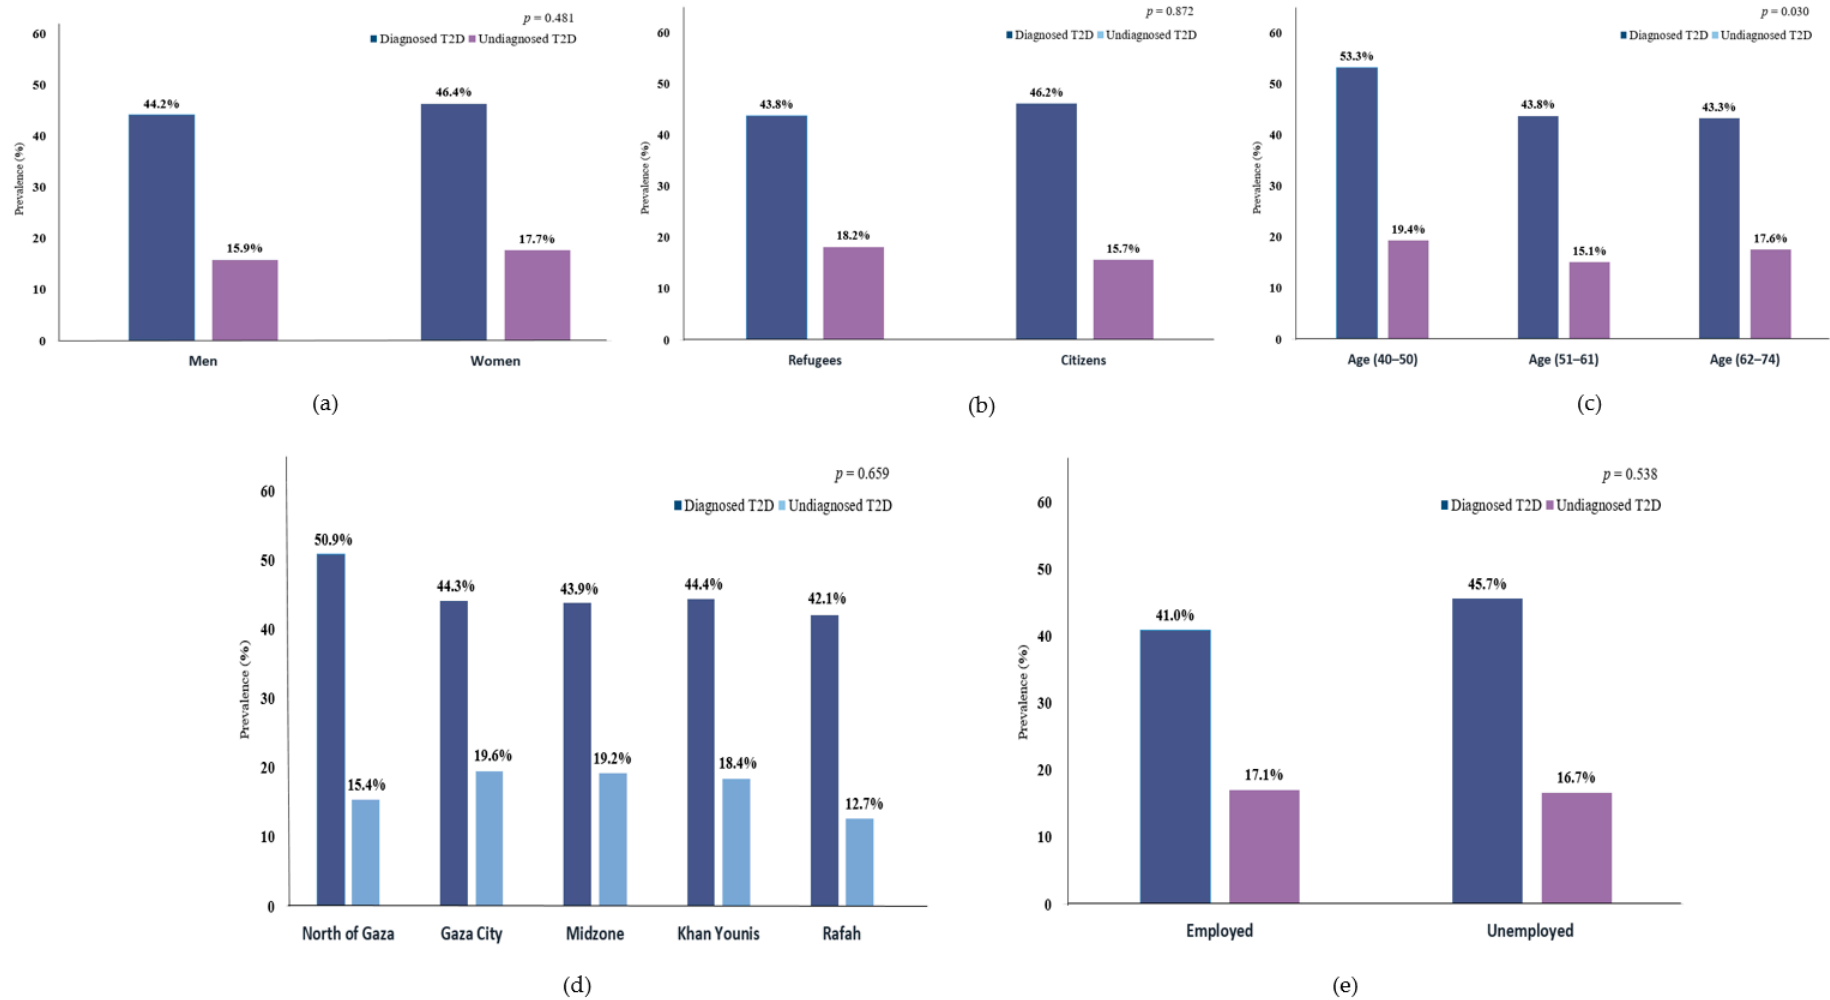 p = 0.481
Diagnosed T2D Undiagnosed T2D
Prevalence (%)
60
50
40
30
20
10
0
44.2%
15.9%
46.4%
17.7%
Men Women
(a)
p = 0.872
Diagnosed T2D Undiagnosed T2D
Prevalence (%)
60
50
40
30
20
10
0
43.8%
18.2%
46.2%
15.7%
Refugees Citizens
(b)
p = 0.030
Diagnosed T2D Undiagnosed T2D
Prevalence (%)
60
50
40
30
20
10
0
53.3%
19.4%
43.8%
15.1%
43.3%
17.6%
Age (40–50) Age (51–61) Age (62–74)
(c)
p = 0.659
Diagnosed T2D Undiagnosed T2D
Prevalence (%)
60
50
40
30
20
10
0
50.9%
15.4%
44.3%
19.6%
43.9%
19.2%
44.4%
18.4%
42.1%
12.7%
North of Gaza Gaza City Midzone Khan Younis Rafah
(d)
p = 0.538
Diagnosed T2D Undiagnosed T2D
Prevalence (%)
60
50
40
30
20
10
0
41.0%
17.1%
45.7%
16.7%
Employed Unemployed
(e)